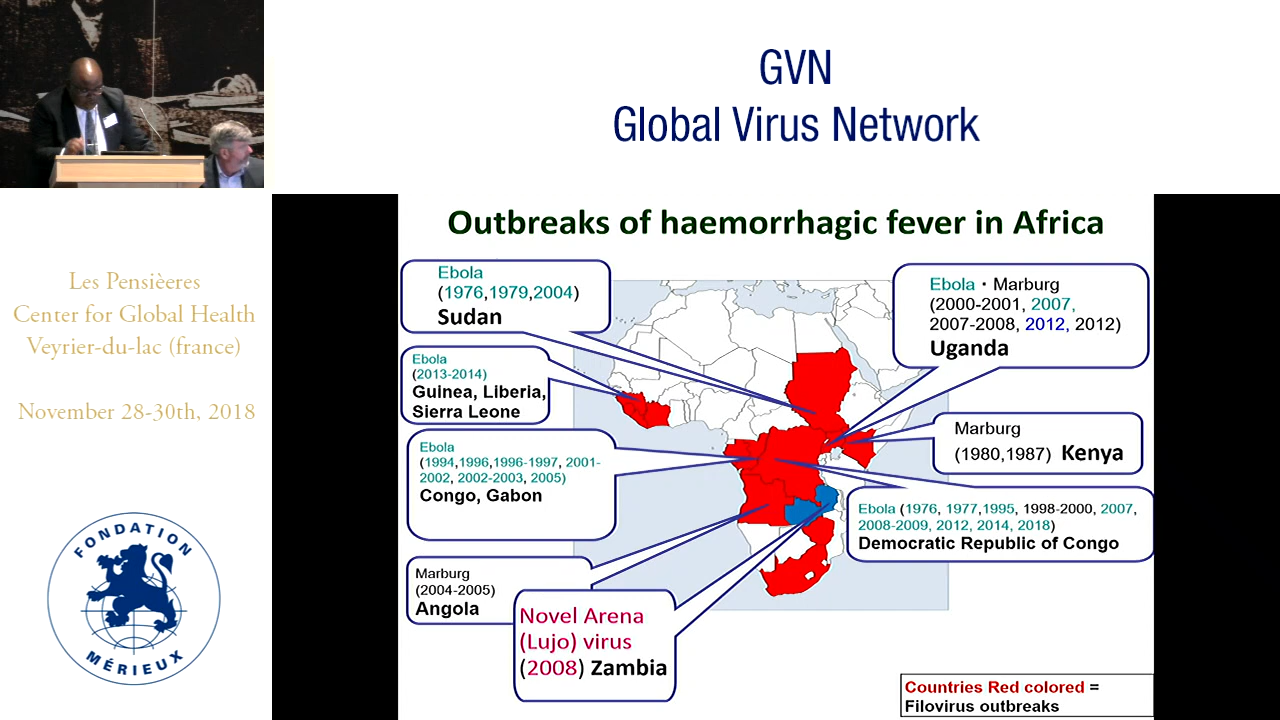 GVN
Global Virus Network
Les Pensièeres
Center for Global Health
Veyrier-du-lac (france)
November 28-30th, 2018
FONDATION
MÉRIEUX
Outbreaks of haemorrhagic fever in Africa
Ebola
(1976,1979,2004)
Sudan
Ebola
(2013-2014)
Guinea, Liberia,
Sierra Leone
Ebola
(1994,1996,1996-1997, 2001-
2002, 2002-2003, 2005)
Congo, Gabon
Marburg
(2004-2005)
Angola
Novel Arena
(Lujo) virus
(2008) Zambia
Ebola・Marburg
(2000-2001, 2007,
2007-2008, 2012, 2012)
Uganda
Marburg
(1980,1987) Kenya
Ebola (1976, 1977,1995, 1998-2000, 2007,
2008-2009, 2012, 2014, 2018)
Democratic Republic of Congo
Countries Red colored =
Filovirus outbreaks